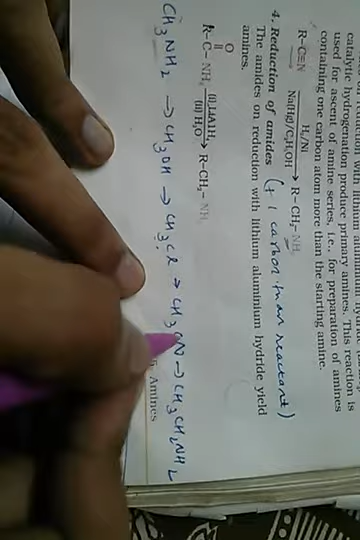 catalytic hydrogenation produce primary amines. This reaction is
used for ascent of amine series, i.e., for preparation of amines
containing one carbon atom more than the starting amine.
R–C≡N H₂/Ni Na(Hg)/C₂H₅OH → R–CH₂–NH₂
4. Reduction of amides (+ 1 carbon than reactant)
The amides on reduction with lithium aluminium hydride yield
amines.
O
R–C–NH₂ (i) LiAlH₄ (ii) H₂O → R–CH₂–NH₂
CH₃NH₂ → CH₃OH → CH₃Cl → CH₃CN → CH₃CH₂NH₂
Amines